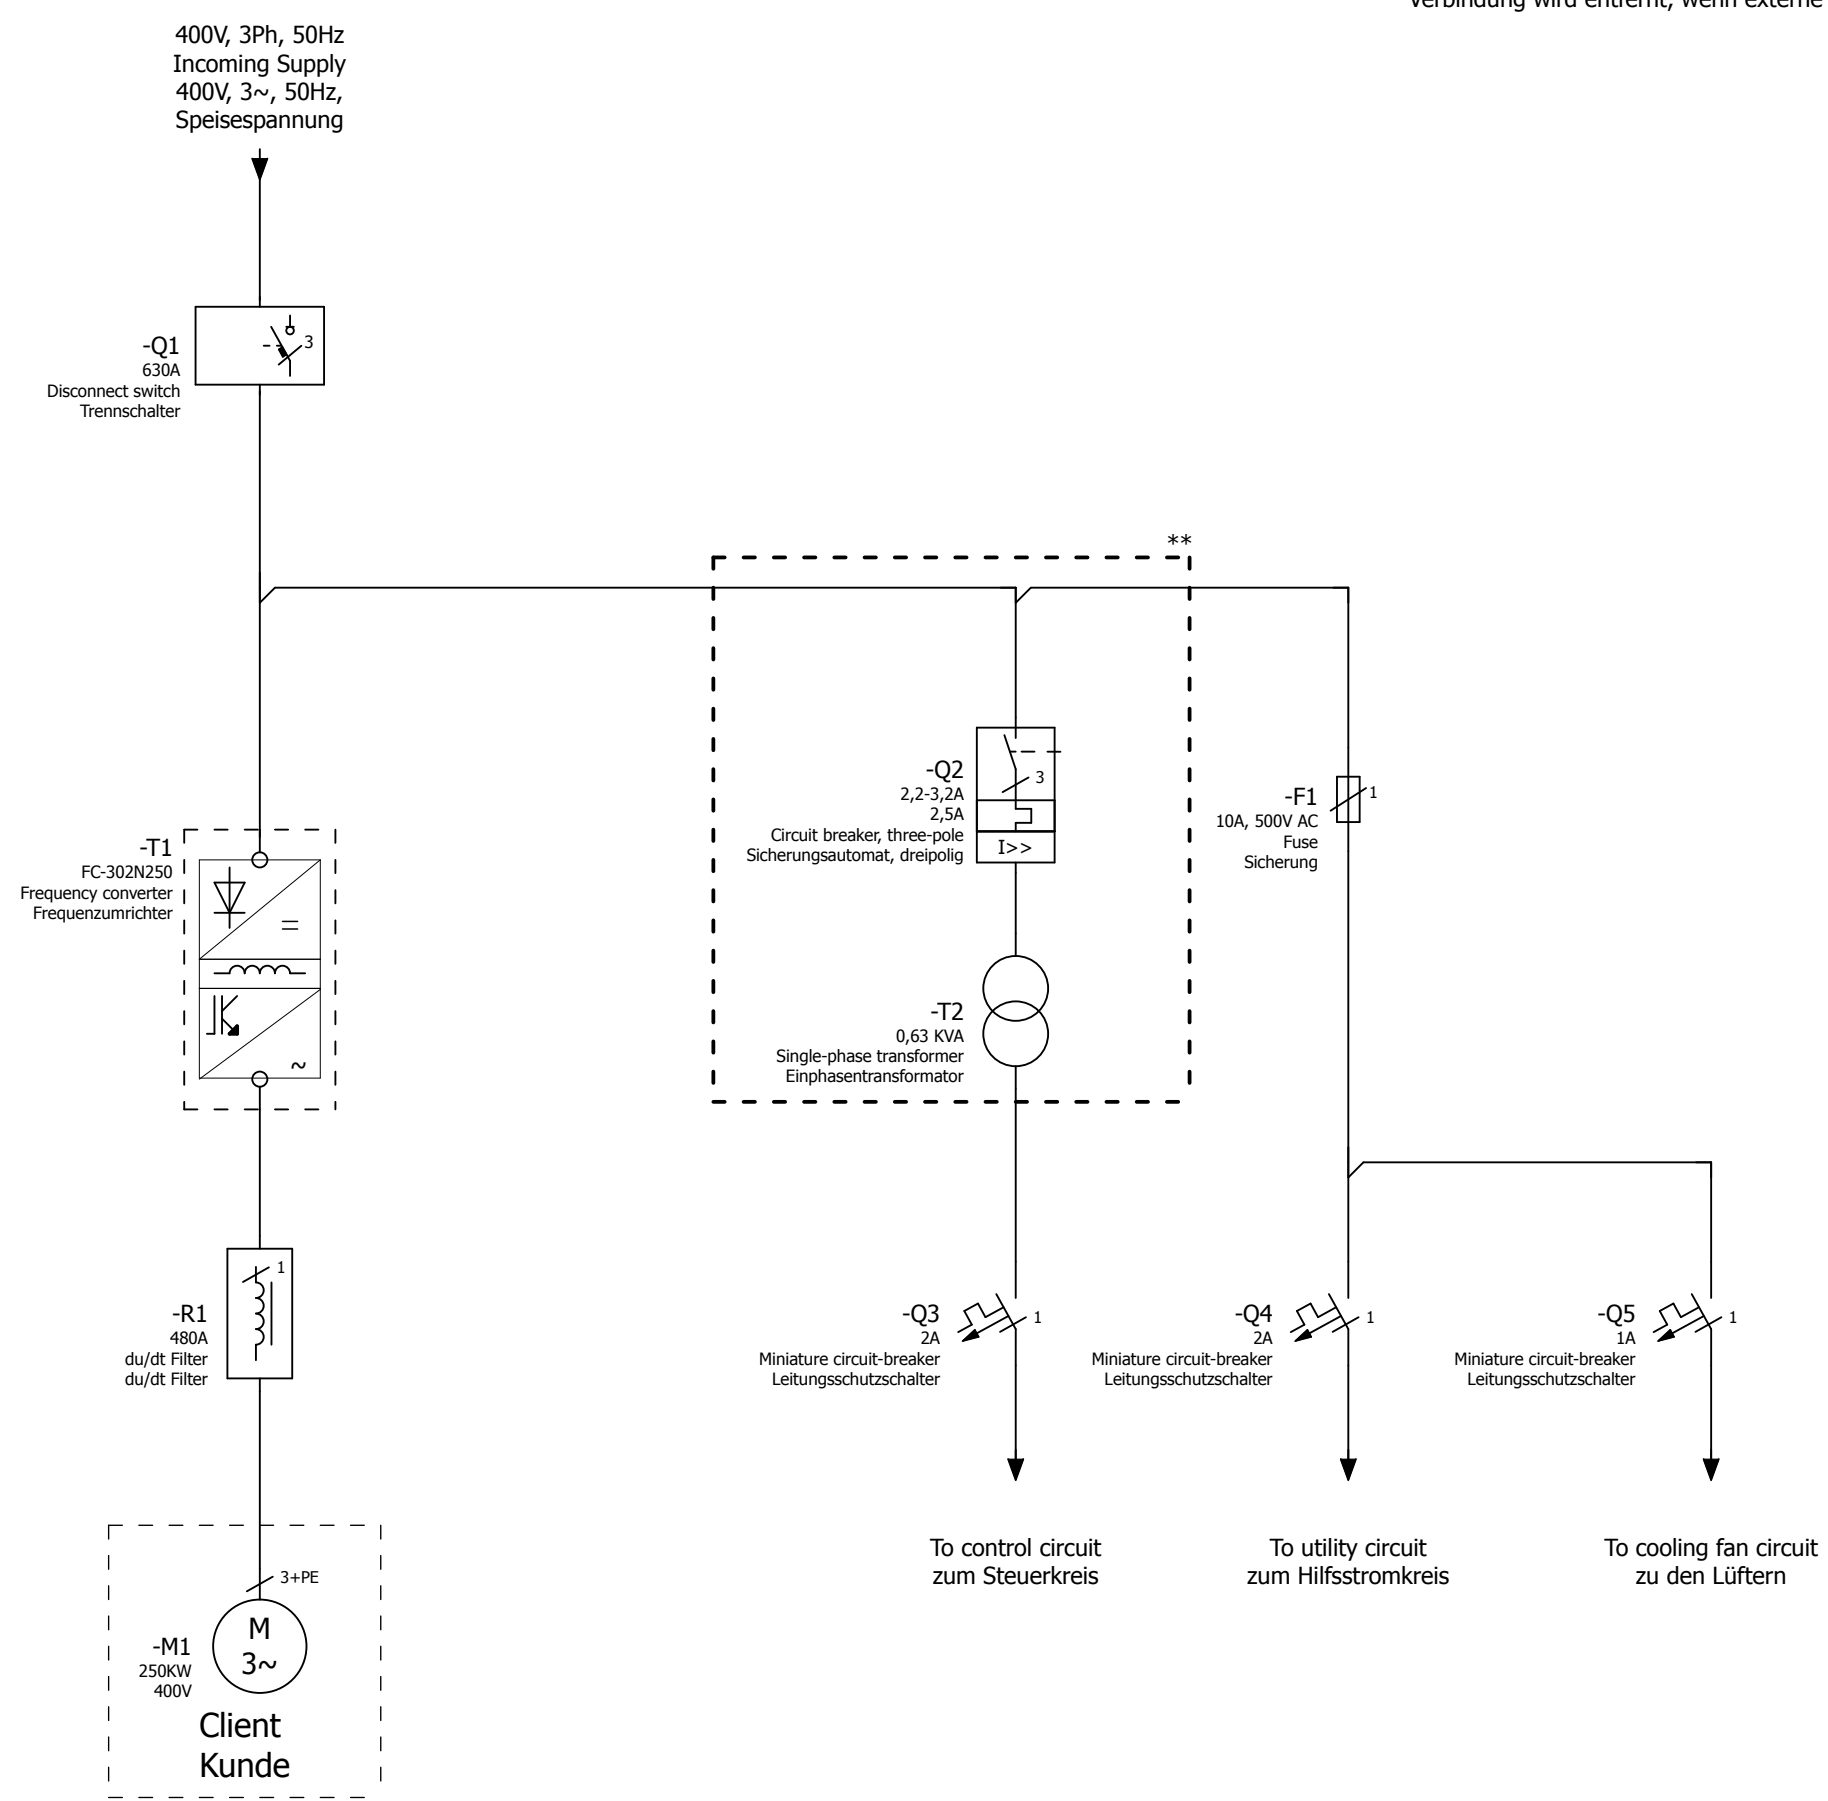 Verbindung wird entfernt, wenn externe
400V, 3Ph, 50Hz
Incoming Supply
400V, 3~, 50Hz,
Speisespannung
-Q1
630A
Disconnect switch
Trennschalter
3
**
-Q2
2,2-3,2A
2,5A
Circuit breaker, three-pole
Sicherungsautomat, dreipolig
3
I>>
-F1
10A, 500V AC
Fuse
Sicherung
1
-T1
FC-302N250
Frequency converter
Frequenzumrichter
=
~
-T2
0,63 KVA
Single-phase transformer
Einphasentransformator
-R1
480A
du/dt Filter
du/dt Filter
1
-Q3
2A
Miniature circuit-breaker
Leitungsschutzschalter
1
-Q4
2A
Miniature circuit-breaker
Leitungsschutzschalter
1
-Q5
1A
Miniature circuit-breaker
Leitungsschutzschalter
1
To control circuit
zum Steuerkreis
To utility circuit
zum Hilfsstromkreis
To cooling fan circuit
zu den Lüftern
3+PE
-M1
250KW
400V
M
3~
Client
Kunde